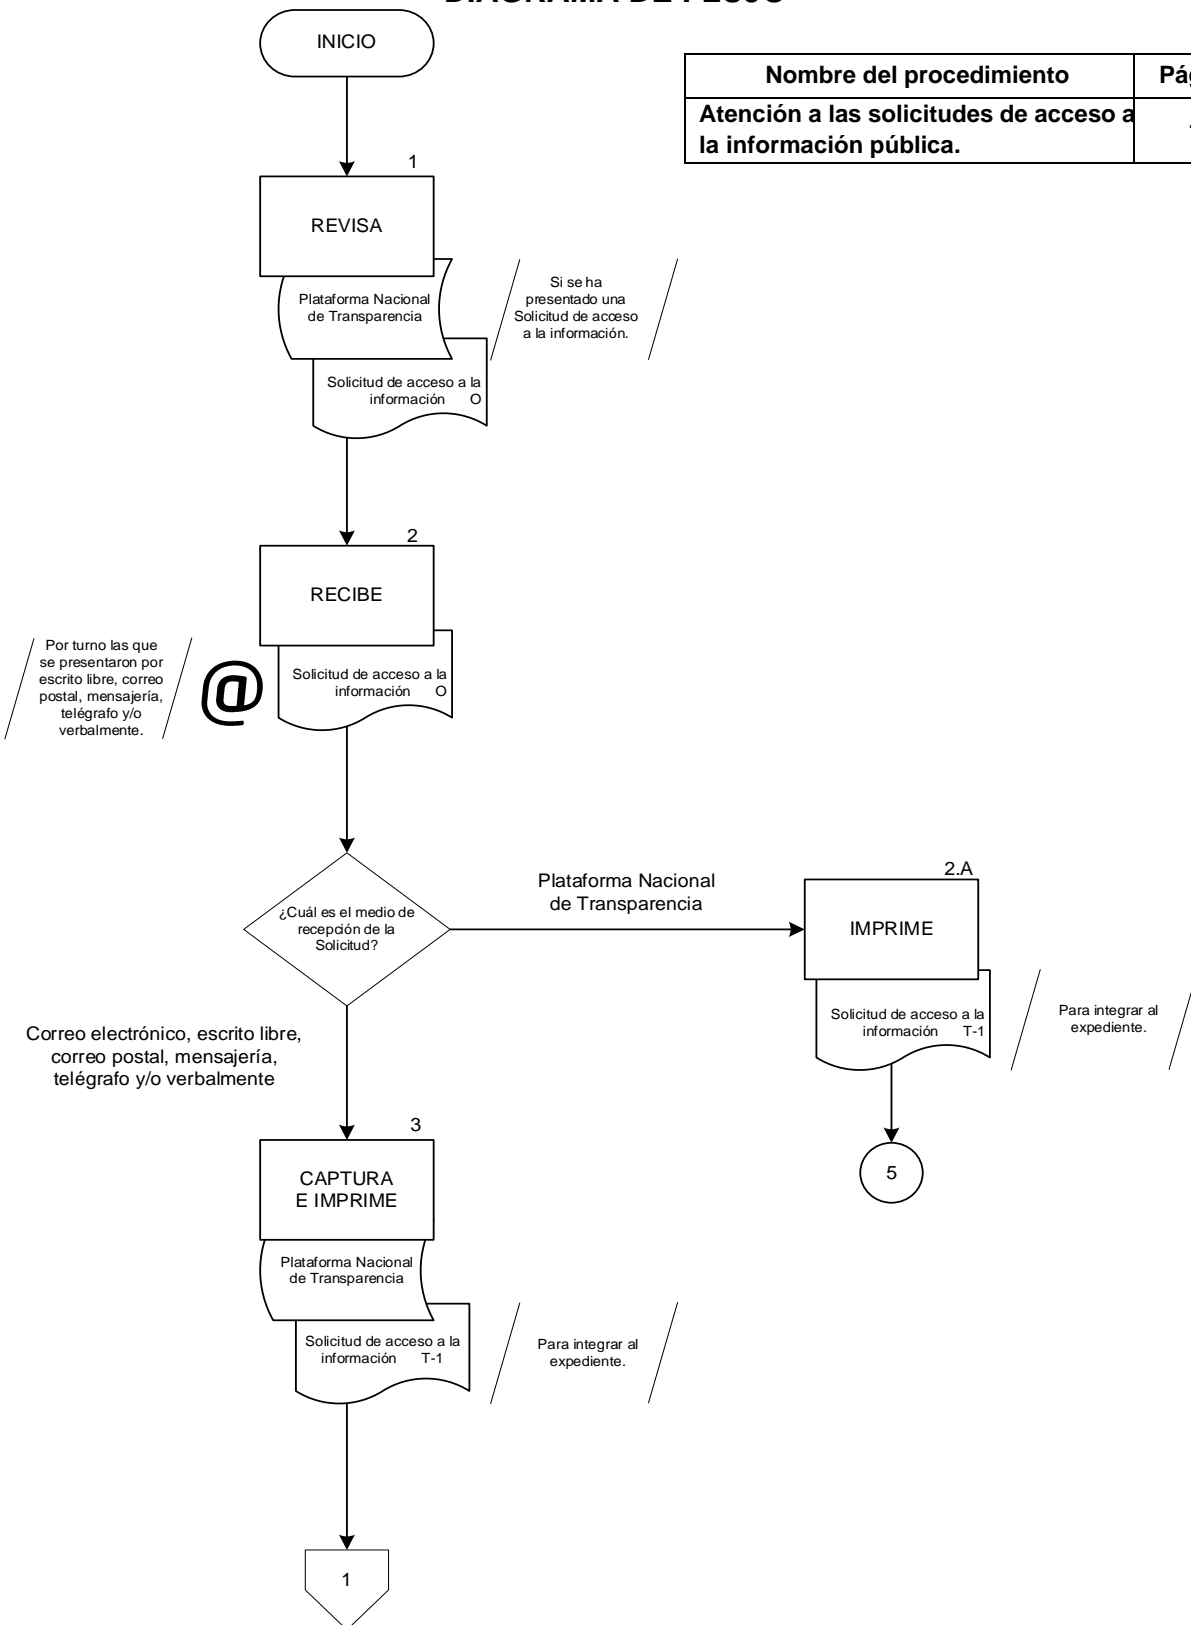 INICIO
Nombre del procedimiento
Atención a las solicitudes de acceso a
la información pública.
1
REVISA
Plataforma Nacional
de Transparencia
Si se ha
presentado una
Solicitud de acceso
a la información.
Solicitud de acceso a la
información O
2
RECIBE
Por turno las que
se presentaron por
escrito libre, correo
postal, mensajería,
telégrafo y/o
verbalmente.
@
Solicitud de acceso a la
información O
¿Cuál es el medio de
recepción de la
Solicitud?
Plataforma Nacional
de Transparencia
2.A
IMPRIME
Solicitud de acceso a la
información T-1
Para integrar al
expediente.
5
Correo electrónico, escrito libre,
correo postal, mensajería,
telégrafo y/o verbalmente
3
CAPTURA
E IMPRIME
Plataforma Nacional
de Transparencia
Solicitud de acceso a la
información T-1
Para integrar al
expediente.
1